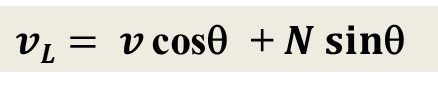 v_L = v cosθ + N sinθ